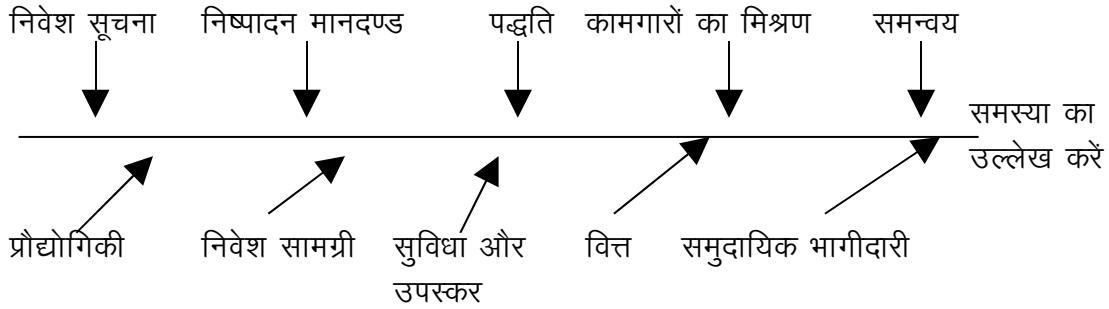 निवेश सूचना निष्पादन मानदण्ड पद्धति कामगारों का मिश्रण समन्वय
समस्या का
उल्लेख करें
प्रौद्योगिकी निवेश सामग्री सुविधा और वित्त समुदायिक भागीदारी
उपस्कर